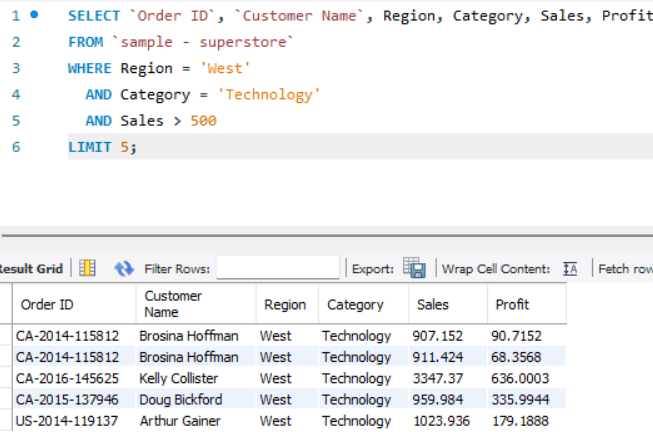 1 SELECT `Order ID`, `Customer Name`, Region, Category, Sales, Profit
2 FROM `sample - superstore`
3 WHERE Region = 'West'
4 AND Category = 'Technology'
5 AND Sales > 500
6 LIMIT 5;
Result Grid Filter Rows: Export: Wrap Cell Content: Fetch row
Order ID Customer Name Region Category Sales Profit
CA-2014-115812 Brosina Hoffman West Technology 907.152 90.7152
CA-2014-115812 Brosina Hoffman West Technology 911.424 68.3568
CA-2016-145625 Kelly Collister West Technology 3347.37 636.0003
CA-2015-137946 Doug Bickford West Technology 959.984 335.9944
US-2014-119137 Arthur Gainer West Technology 1023.936 179.1888